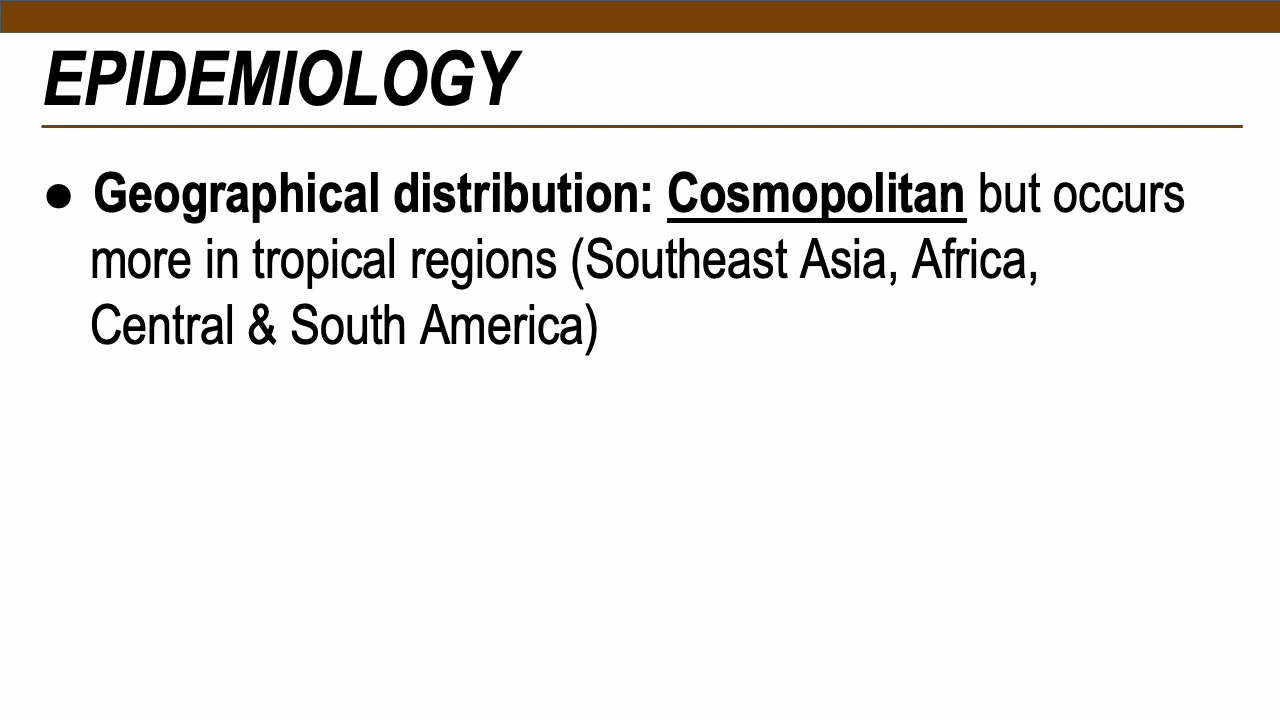 EPIDEMIOLOGY
● Geographical distribution: Cosmopolitan but occurs
more in tropical regions (Southeast Asia, Africa,
Central & South America)